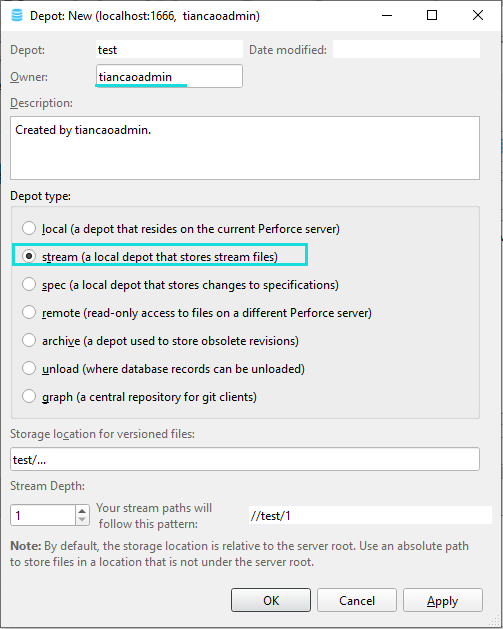 Depot: New (localhost:1666,  tiancaoadmin)
Depot: test Date modified:
Owner: tiancaoadmin
Description:
Created by tiancaoadmin.
Depot type:
local (a depot that resides on the current Perforce server)
stream (a local depot that stores stream files)
spec (a local depot that stores changes to specifications)
remote (read-only access to files on a different Perforce server)
archive (a depot used to store obsolete revisions)
unload (where database records can be unloaded)
graph (a central repository for git clients)
Storage location for versioned files:
test/...
Stream Depth:
1 Your stream paths will follow this pattern: //test/1
Note: By default, the storage location is relative to the server root. Use an absolute path
to store files in a location that is not under the server root.
OK Cancel Apply